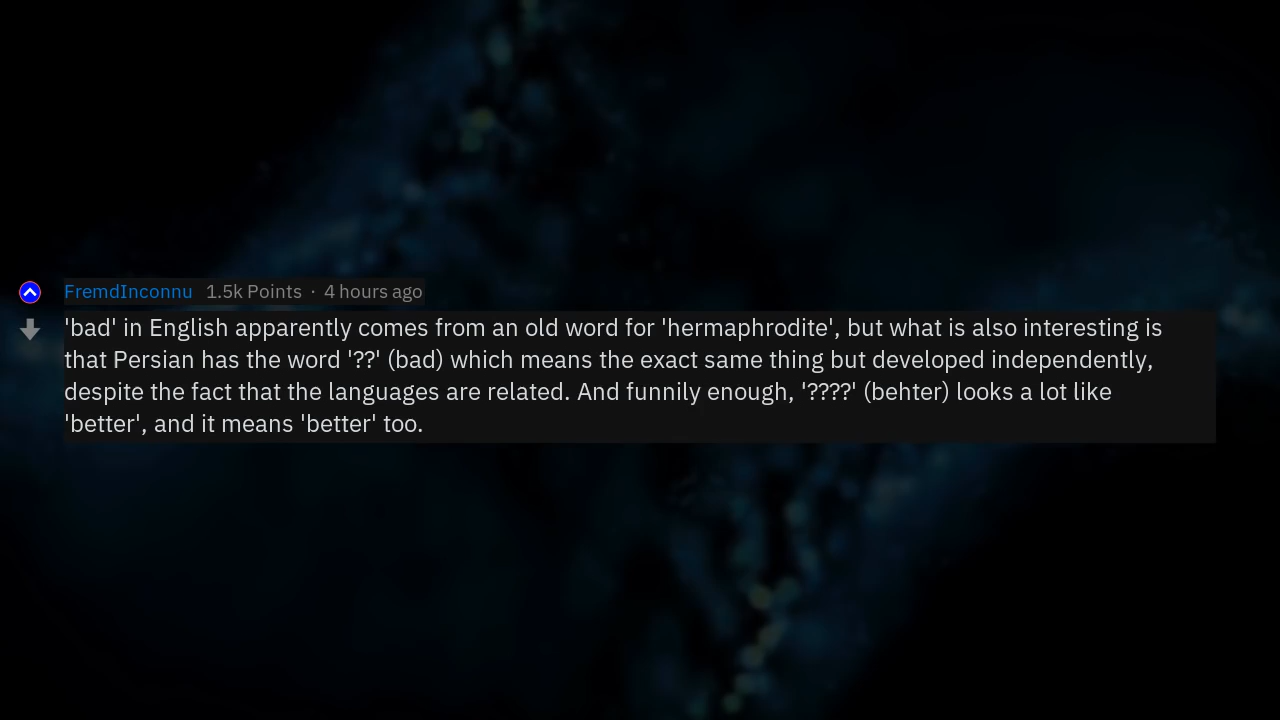 FremdInconnu 1.5k Points · 4 hours ago
'bad' in English apparently comes from an old word for 'hermaphrodite', but what is also interesting is
that Persian has the word '??' (bad) which means the exact same thing but developed independently,
despite the fact that the languages are related. And funnily enough, '????' (behter) looks a lot like
'better', and it means 'better' too.